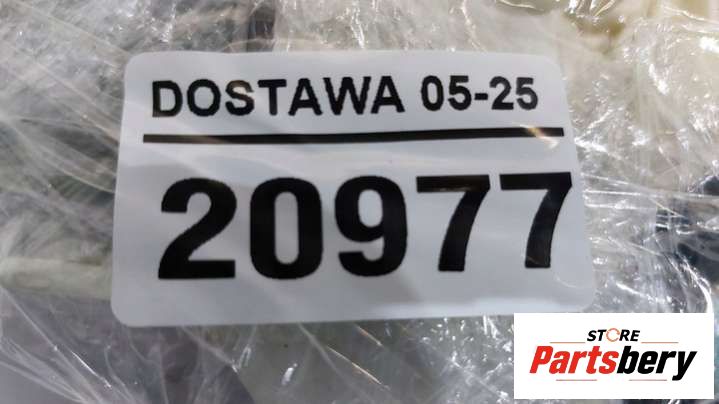 DOSTAWA 05-25
20977
STORE
Partsbery